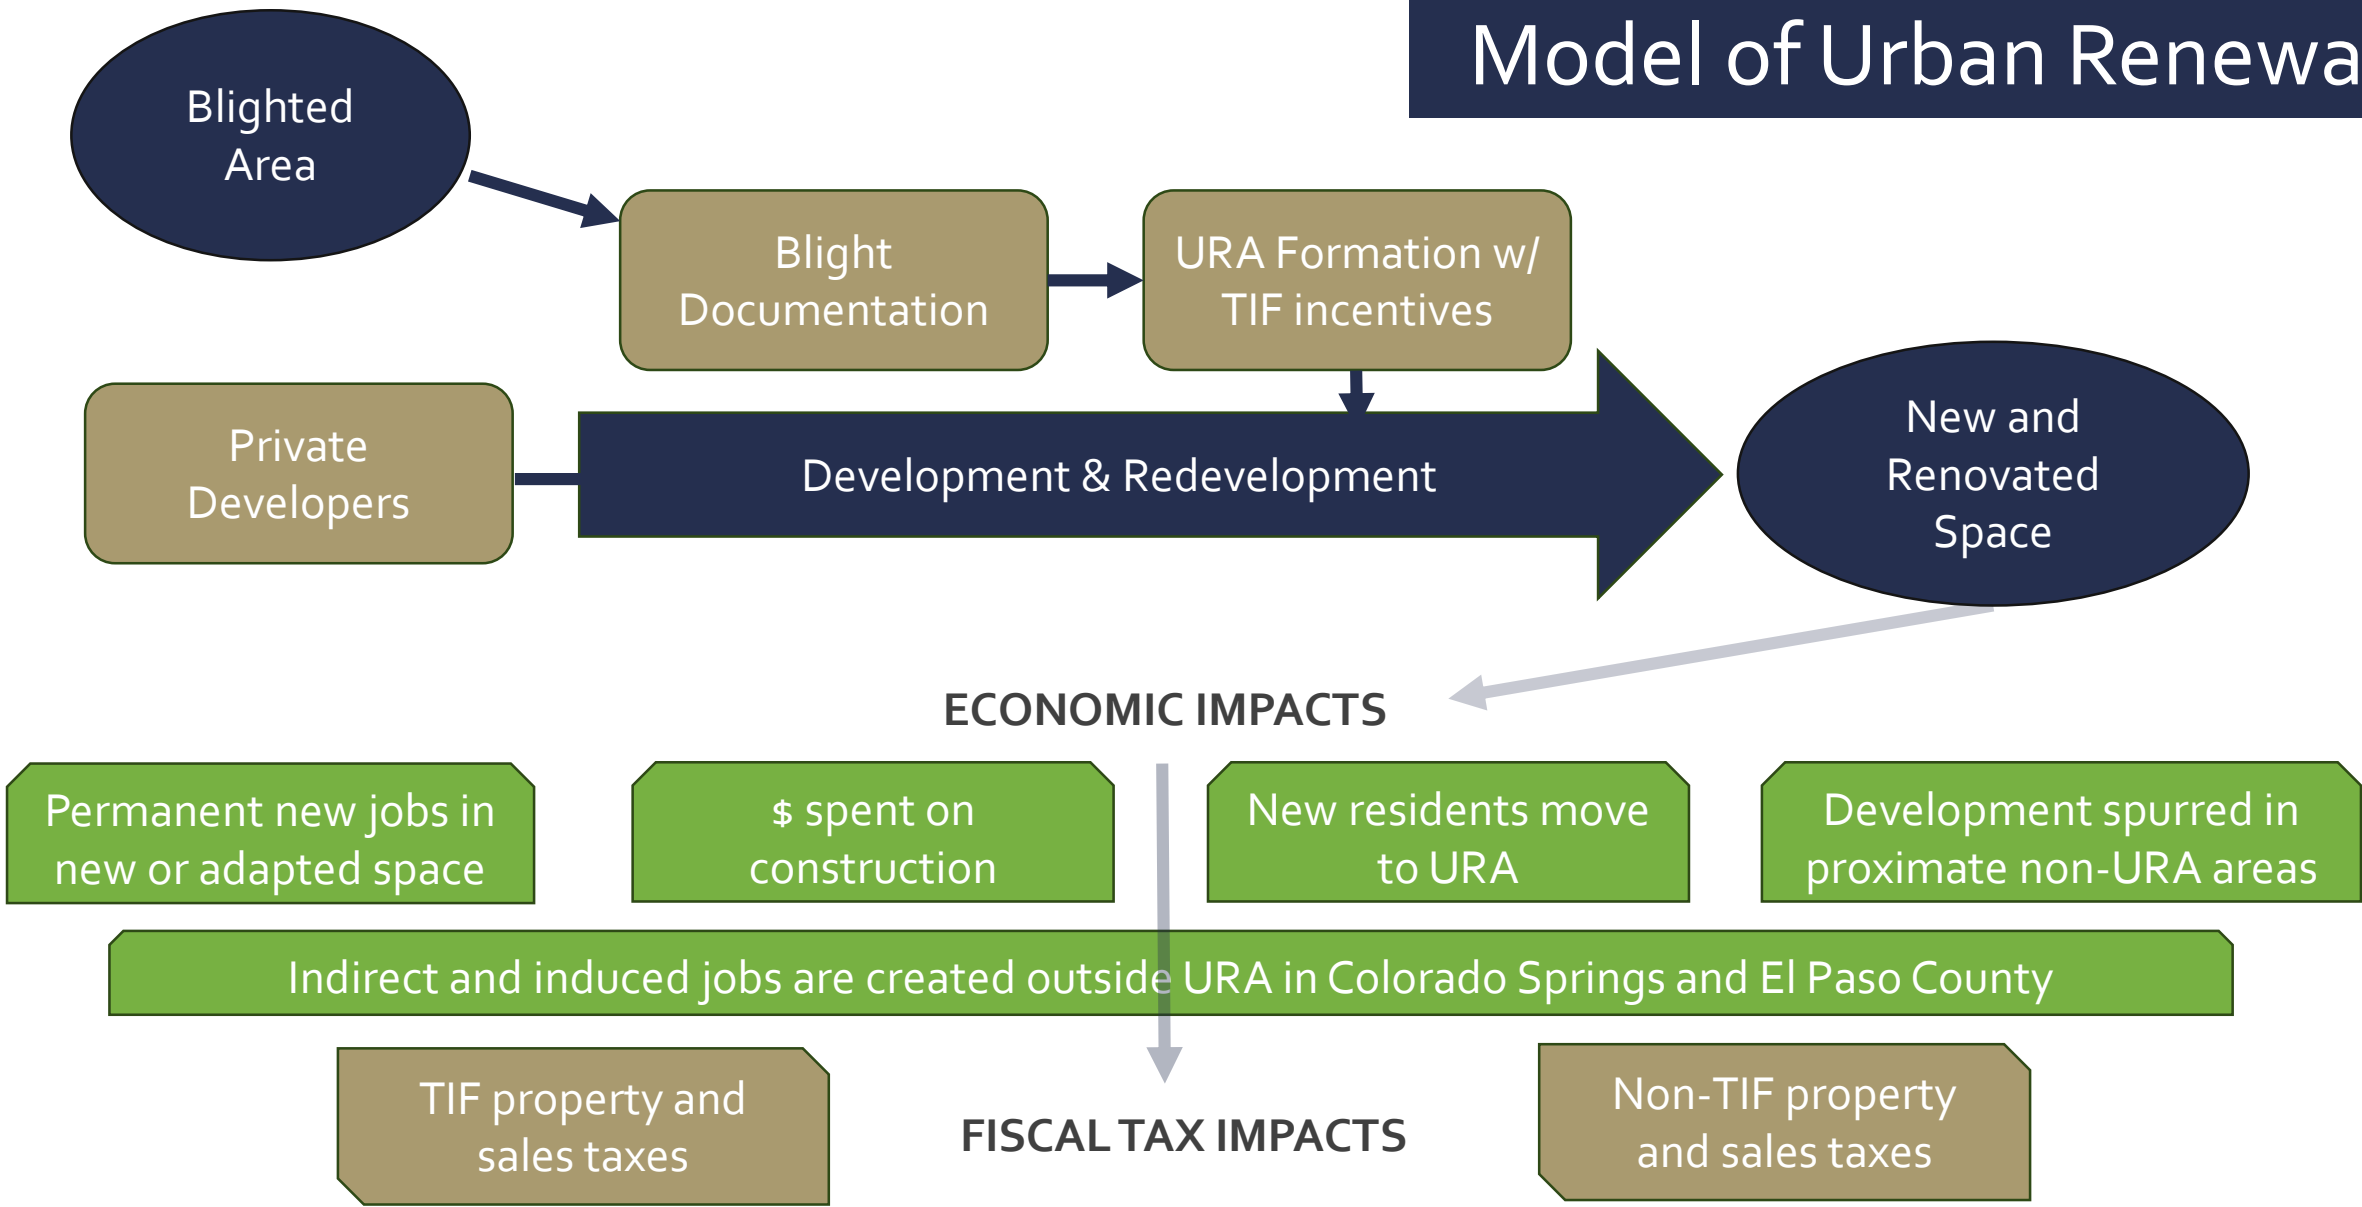 Model of Urban Renewa
Blighted
Area
Blight
Documentation
URA Formation w/
TIF incentives
Private
Developers
Development & Redevelopment
New and
Renovated
Space
ECONOMIC IMPACTS
Permanent new jobs in
new or adapted space
$ spent on
construction
New residents move
to URA
Development spurred in
proximate non-URA areas
Indirect and induced jobs are created outside URA in Colorado Springs and El Paso County
TIF property and
sales taxes
FISCAL TAX IMPACTS
Non-TIF property
and sales taxes